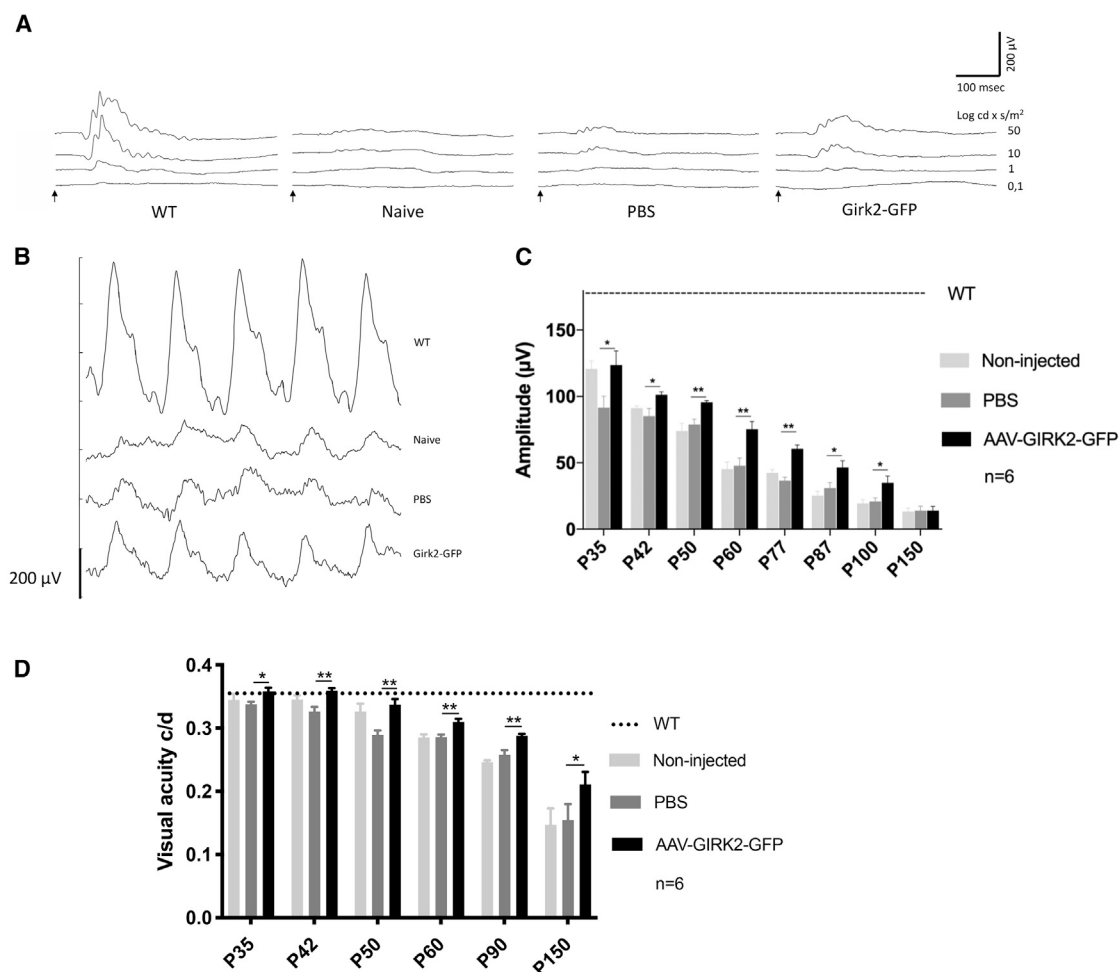 A
200 µV
100 msec
Log cd x s/m²
50
10
1
0,1
WT
Naive
PBS
Girk2-GFP
B
WT
Naive
PBS
Girk2-GFP
200 µV
C
WT
150
100
50
0
Amplitude (µV)
* * ** ** ** * *
P35 P42 P50 P60 P77 P87 P100 P150
Non-injected
PBS
AAV-GIRK2-GFP
n=6
D
0.4
0.3
0.2
0.1
0.0
Visual acuity c/d
* ** ** ** ** *
P35 P42 P50 P60 P90 P150
WT
Non-injected
PBS
AAV-GIRK2-GFP
n=6